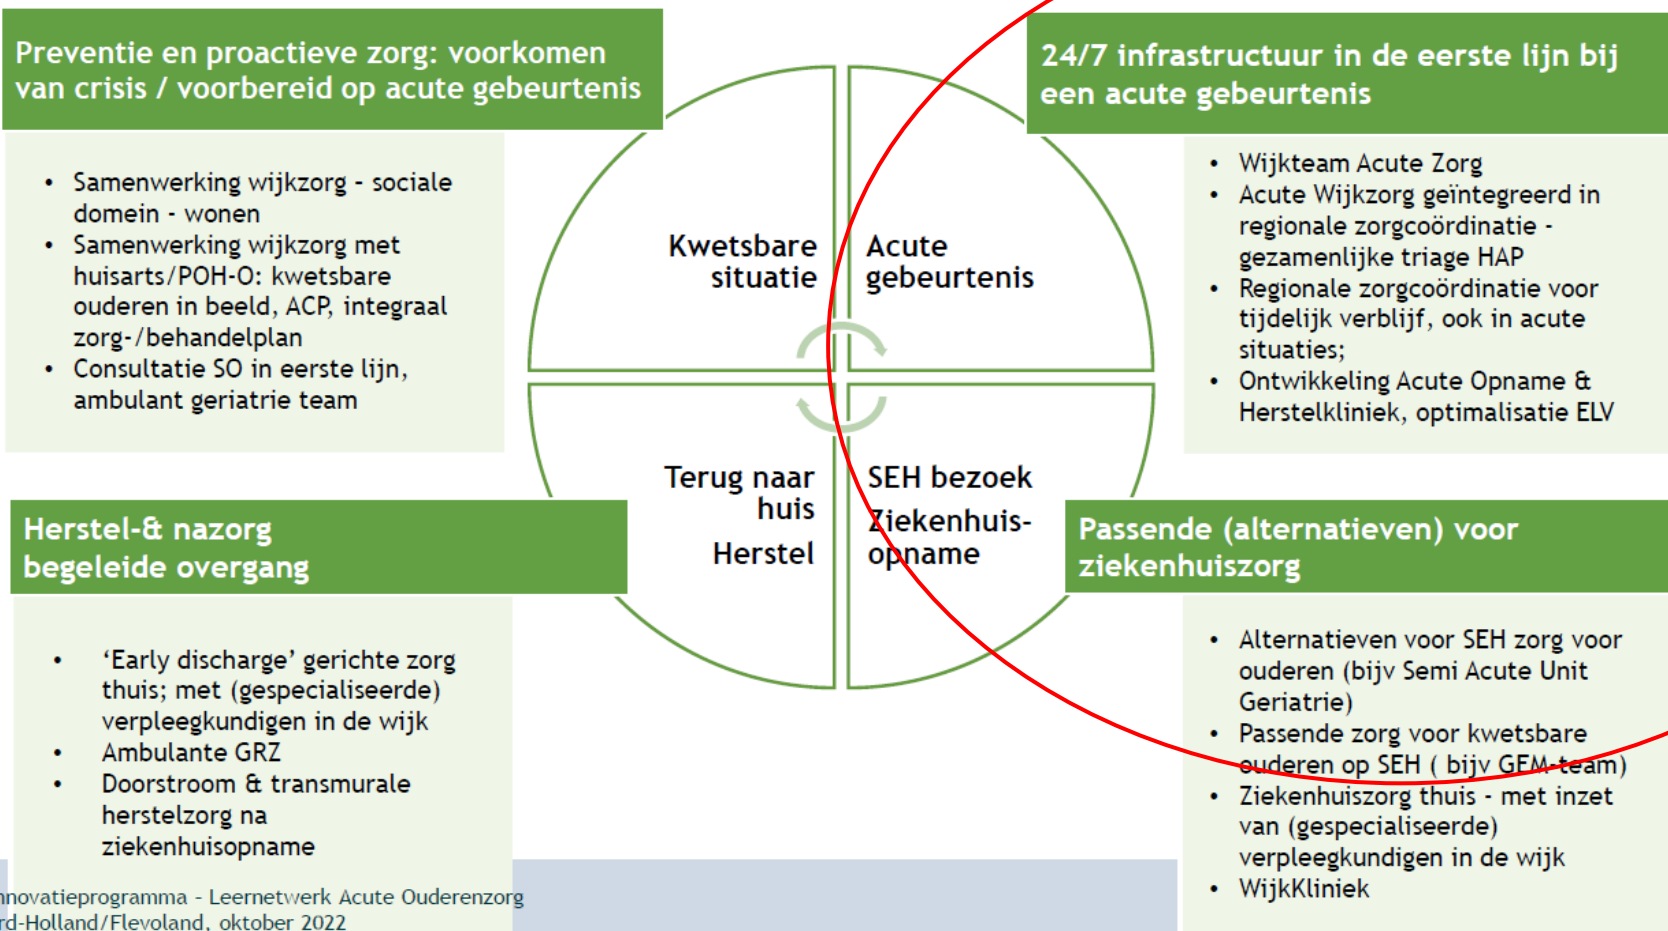 Preventie en proactieve zorg: voorkomen
van crisis / voorbereid op acute gebeurtenis
• Samenwerking wijkzorg - sociale
domein - wonen
• Samenwerking wijkzorg met
huisarts/POH-O: kwetsbare
ouderen in beeld, ACP, integraal
zorg-/behandelplan
• Consultatie SO in eerste lijn,
ambulant geriatrie team
24/7 infrastructuur in de eerste lijn bij
een acute gebeurtenis
• Wijkteam Acute Zorg
• Acute Wijkzorg geïntegreerd in
regionale zorgcoördinatie -
gezamenlijke triage HAP
• Regionale zorgcoördinatie voor
tijdelijk verblijf, ook in acute
situaties;
• Ontwikkeling Acute Opname &
Herstelkliniek, optimalisatie ELV
Kwetsbare
situatie
Acute
gebeurtenis
Terug naar
huis
Herstel
SEH bezoek
Ziekenhuis-
opname
Herstel-& nazorg
begeleide overgang
• ‘Early discharge’ gerichte zorg
thuis; met (gespecialiseerde)
verpleegkundigen in de wijk
• Ambulante GRZ
• Doorstroom & transmurale
herstelzorg na
ziekenhuisopname
Passende (alternatieven) voor
ziekenhuiszorg
• Alternatieven voor SEH zorg voor
ouderen (bijv Semi Acute Unit
Geriatrie)
• Passende zorg voor kwetsbare
ouderen op SEH ( bijv GEM-team)
• Ziekenhuiszorg thuis - met inzet
van (gespecialiseerde)
verpleegkundigen in de wijk
• WijkKliniek
nnovatieprogramma - Leernetwerk Acute Ouderenzorg
rd-Holland/Flevoland, oktober 2022